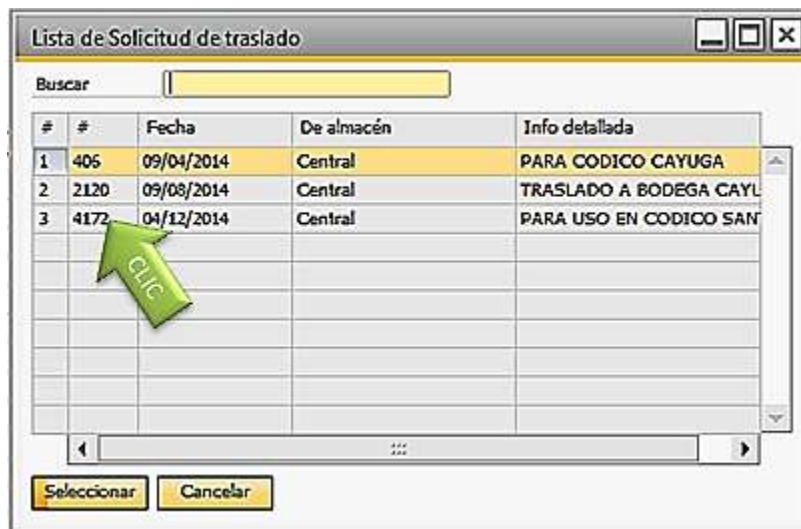 Lista de Solicitud de traslado
Buscar
# # Fecha De almacén Info detallada
1 406 09/04/2014 Central PARA CODICO CAYUGA
2 2120 09/08/2014 Central TRASLADO A BODEGA CAYU
3 4172 04/12/2014 Central PARA USO EN CODICO SAN
CLIC
Seleccionar Cancelar